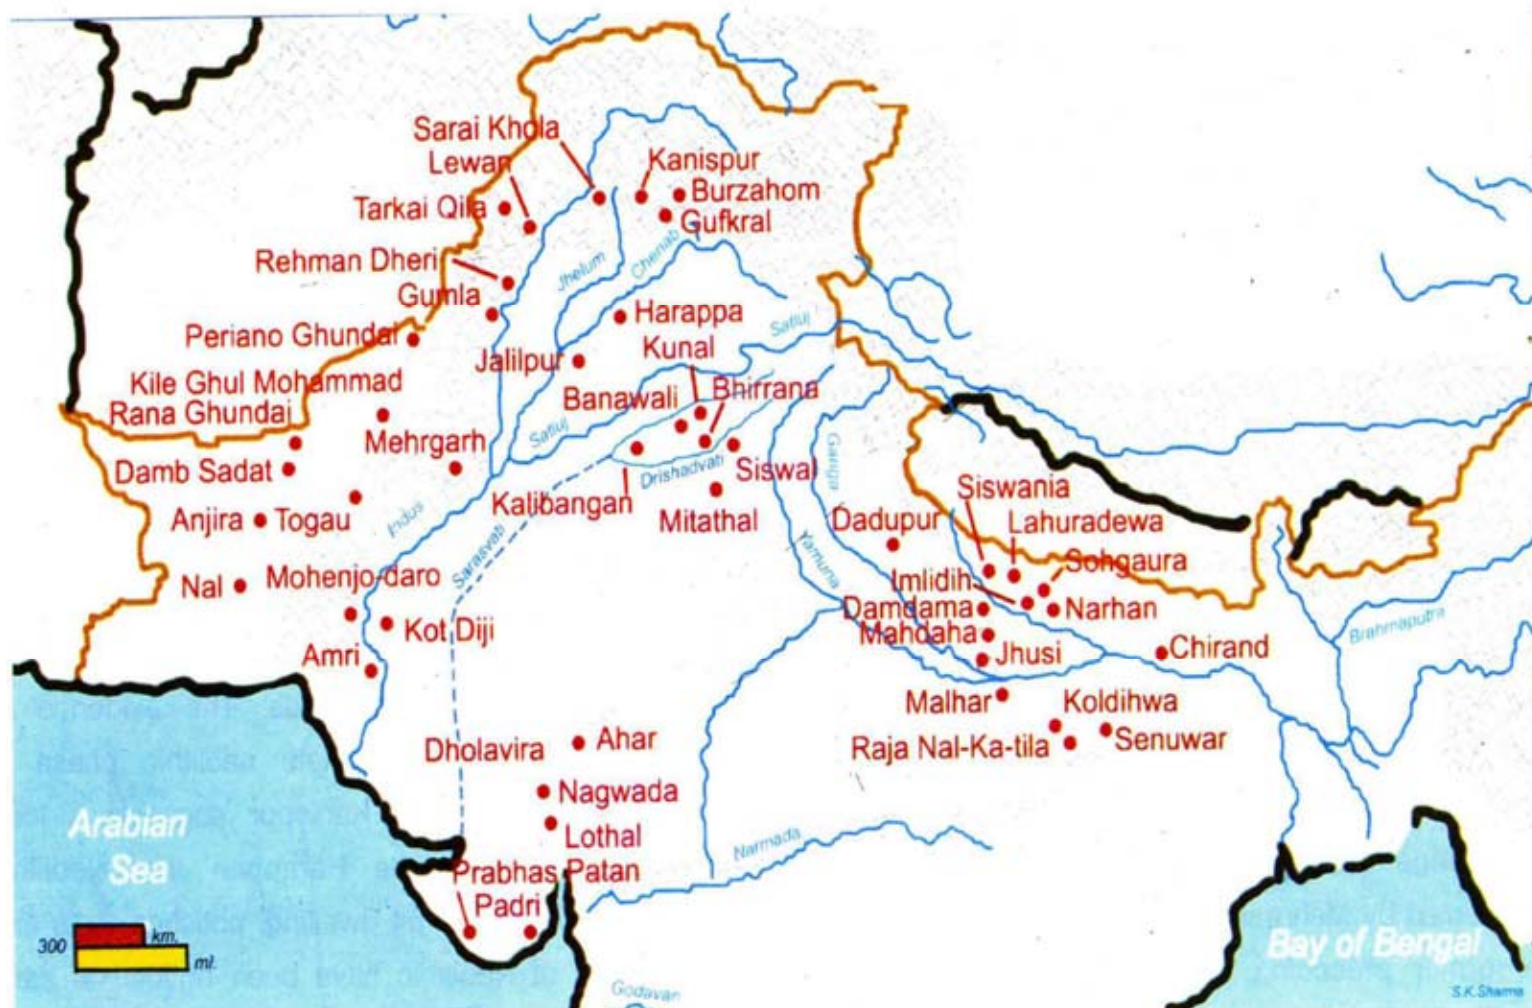 Sarai Khola
Lewan
Kanispur
Burzahom
Tarkai Qila
Gufkral
Rehman Dheri
Jhelum
Chenab
Gumla
Harappa
Satluj
Periano Ghundai
Kunal
Jalilpur
Kile Ghul Mohammad
Banawali
Bhirrana
Rana Ghundai
Satluj
Mehrgarh
Ganga
Damb Sadat
Drishadvati
Siswal
Siswania
Kalibangan
Anjira
Togau
Indus
Mitathal
Dadupur
Lahuradewa
Sarasvati
Yamuna
Sohgaura
Nal
Mohenjo-daro
Imlidih
Damdama
Narhan
Brahmaputra
Kot Diji
Mahdaha
Amri
Jhusi
Chirand
Malhar
Koldihwa
Dholavira
Ahar
Raja Nal-Ka-tila
Senuwar
Nagwada
Arabian
Sea
Lothal
Narmada
Prabhas Patan
Padri
300
km.
ml.
Bay of Bengal
Godavari
S.K.Sharma